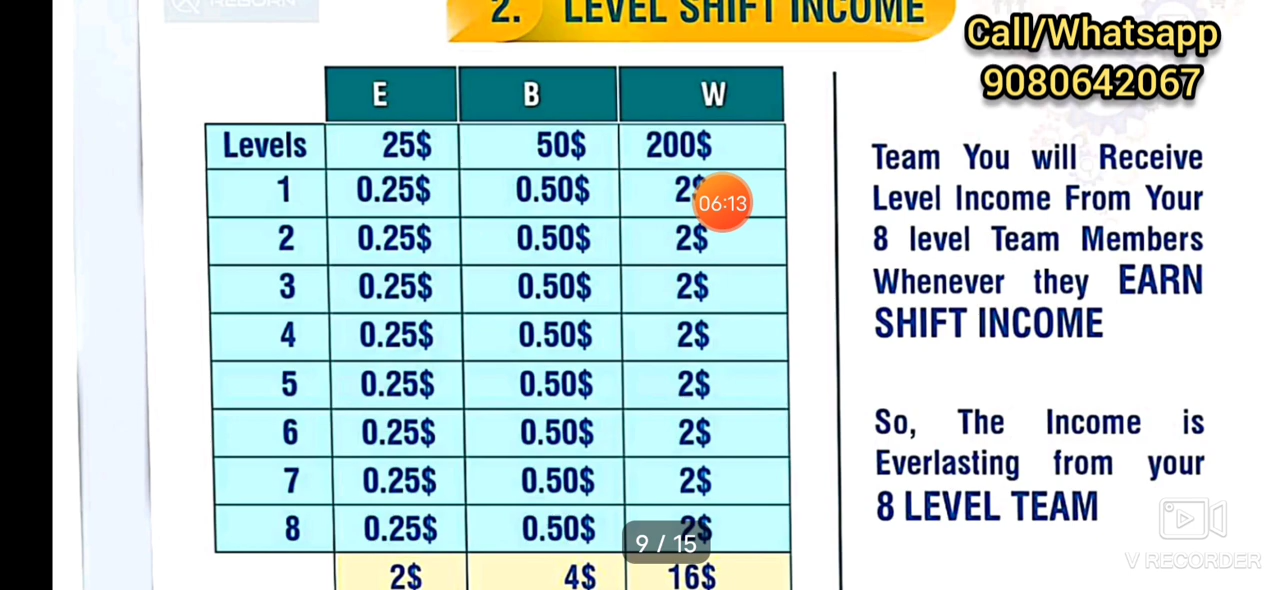 REBORN
2. LEVEL SHIFT INCOME
Call/Whatsapp
9080642067
E B W
Levels 25$ 50$ 200$
1 0.25$ 0.50$ 2$
06:13
2 0.25$ 0.50$ 2$
3 0.25$ 0.50$ 2$
4 0.25$ 0.50$ 2$
5 0.25$ 0.50$ 2$
6 0.25$ 0.50$ 2$
7 0.25$ 0.50$ 2$
8 0.25$ 0.50$ 2$
9 / 15
2$ 4$ 16$
Team You will Receive
Level Income From Your
8 level Team Members
Whenever they EARN
SHIFT INCOME
So, The Income is
Everlasting from your
8 LEVEL TEAM
V RECORDER